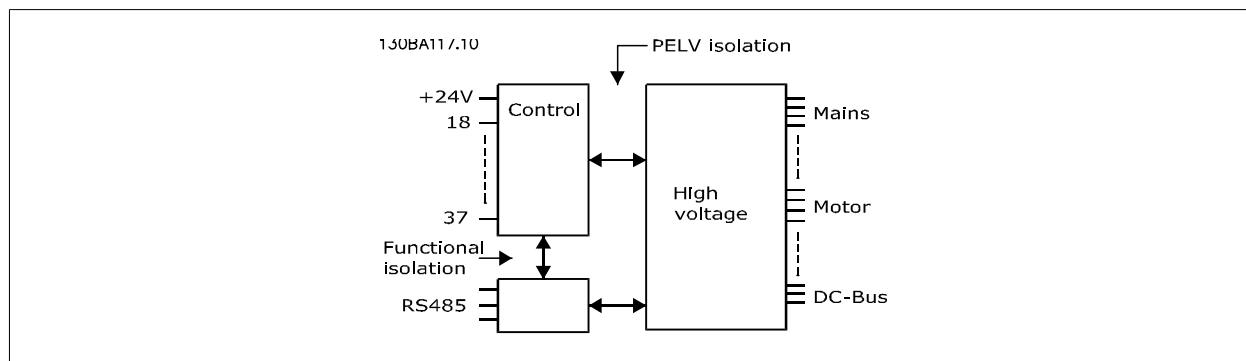 130BA117.10
PELV isolation
+24V
Control
18
Mains
High
voltage
37
Motor
Functional
isolation
RS485
DC-Bus